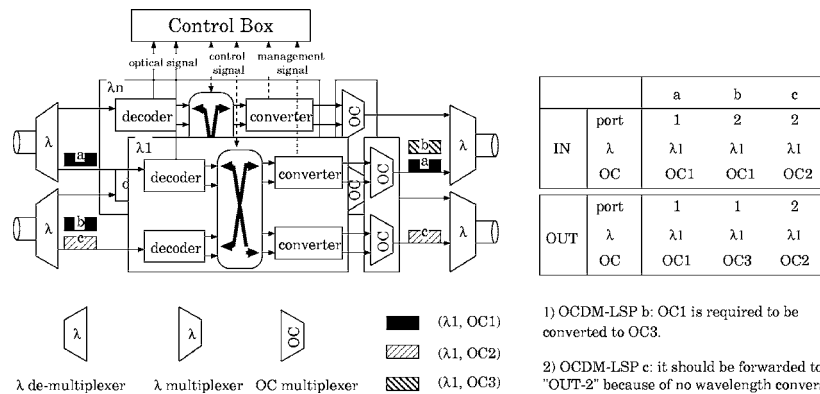 Control Box
optical signal
control signal
management signal
λn
decoder
converter
OC
λ
λ
a
λ1
decoder
converter
OC
b
a
OC
λ
λ
b
c
decoder
converter
OC
c
λ
λ
OC
λ de-multiplexer
λ multiplexer
OC multiplexer
(λ1, OC1)
(λ1, OC2)
(λ1, OC3)
a b c
IN
port 1 2 2
λ λ1 λ1 λ1
OC OC1 OC1 OC2
OUT
port 1 1 2
λ λ1 λ1 λ1
OC OC1 OC3 OC2
1) OCDM-LSP b: OC1 is required to be
converted to OC3.
2) OCDM-LSP c: it should be forwarded to
"OUT-2" because of no wavelength conver